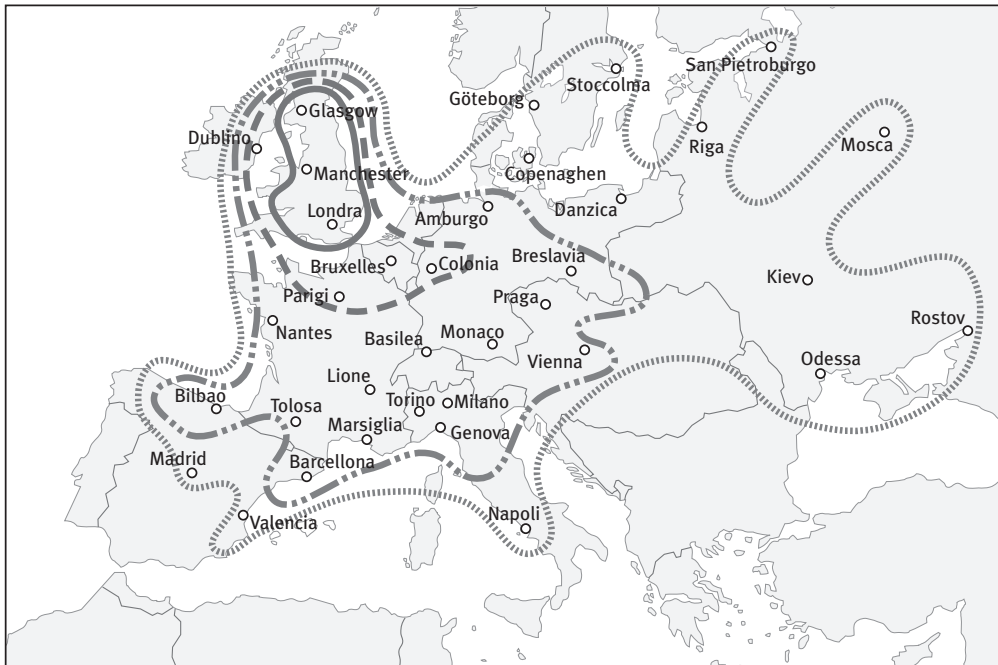 San Pietroburgo
Stoccolma
Göteborg
Glasgow
Dublino
Riga
Mosca
Manchester
Copenaghen
Londra
Amburgo
Danzica
Bruxelles
Colonia
Breslavia
Kiev
Parigi
Praga
Nantes
Rostov
Basilea
Monaco
Vienna
Odessa
Lione
Bilbao
Torino
Milano
Tolosa
Marsiglia
Genova
Madrid
Barcellona
Valencia
Napoli